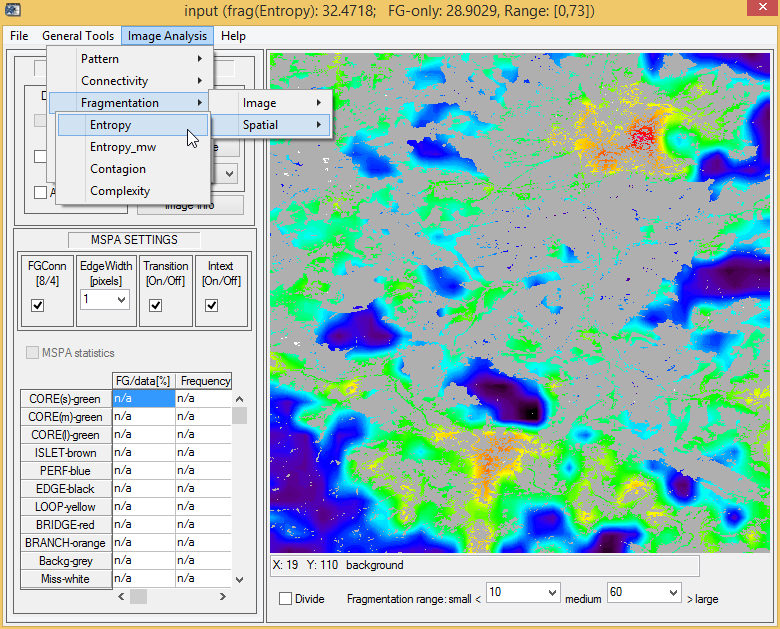 input (frag(Entropy): 32.4718;   FG-only: 28.9029, Range: [0,73])
File General Tools Image Analysis Help
Pattern
Connectivity
Fragmentation
Image
Spatial
Entropy
Entropy_mw
Contagion
Complexity
Image Info
MSPA SETTINGS
FGConn
[8/4]
EdgeWidth
[pixels]
1
Transition
[On/Off]
Intext
[On/Off]
MSPA statistics
FG/data[%] Frequency
CORE(s)-green n/a n/a
CORE(m)-green n/a n/a
CORE(l)-green n/a n/a
ISLET-brown n/a n/a
PERF-blue n/a n/a
EDGE-black n/a n/a
LOOP-yellow n/a n/a
BRIDGE-red n/a n/a
BRANCH-orange n/a n/a
Backg-grey n/a n/a
Miss-white n/a n/a
X: 19 Y: 110 background
Divide Fragmentation range: small < 10 medium 60 > large